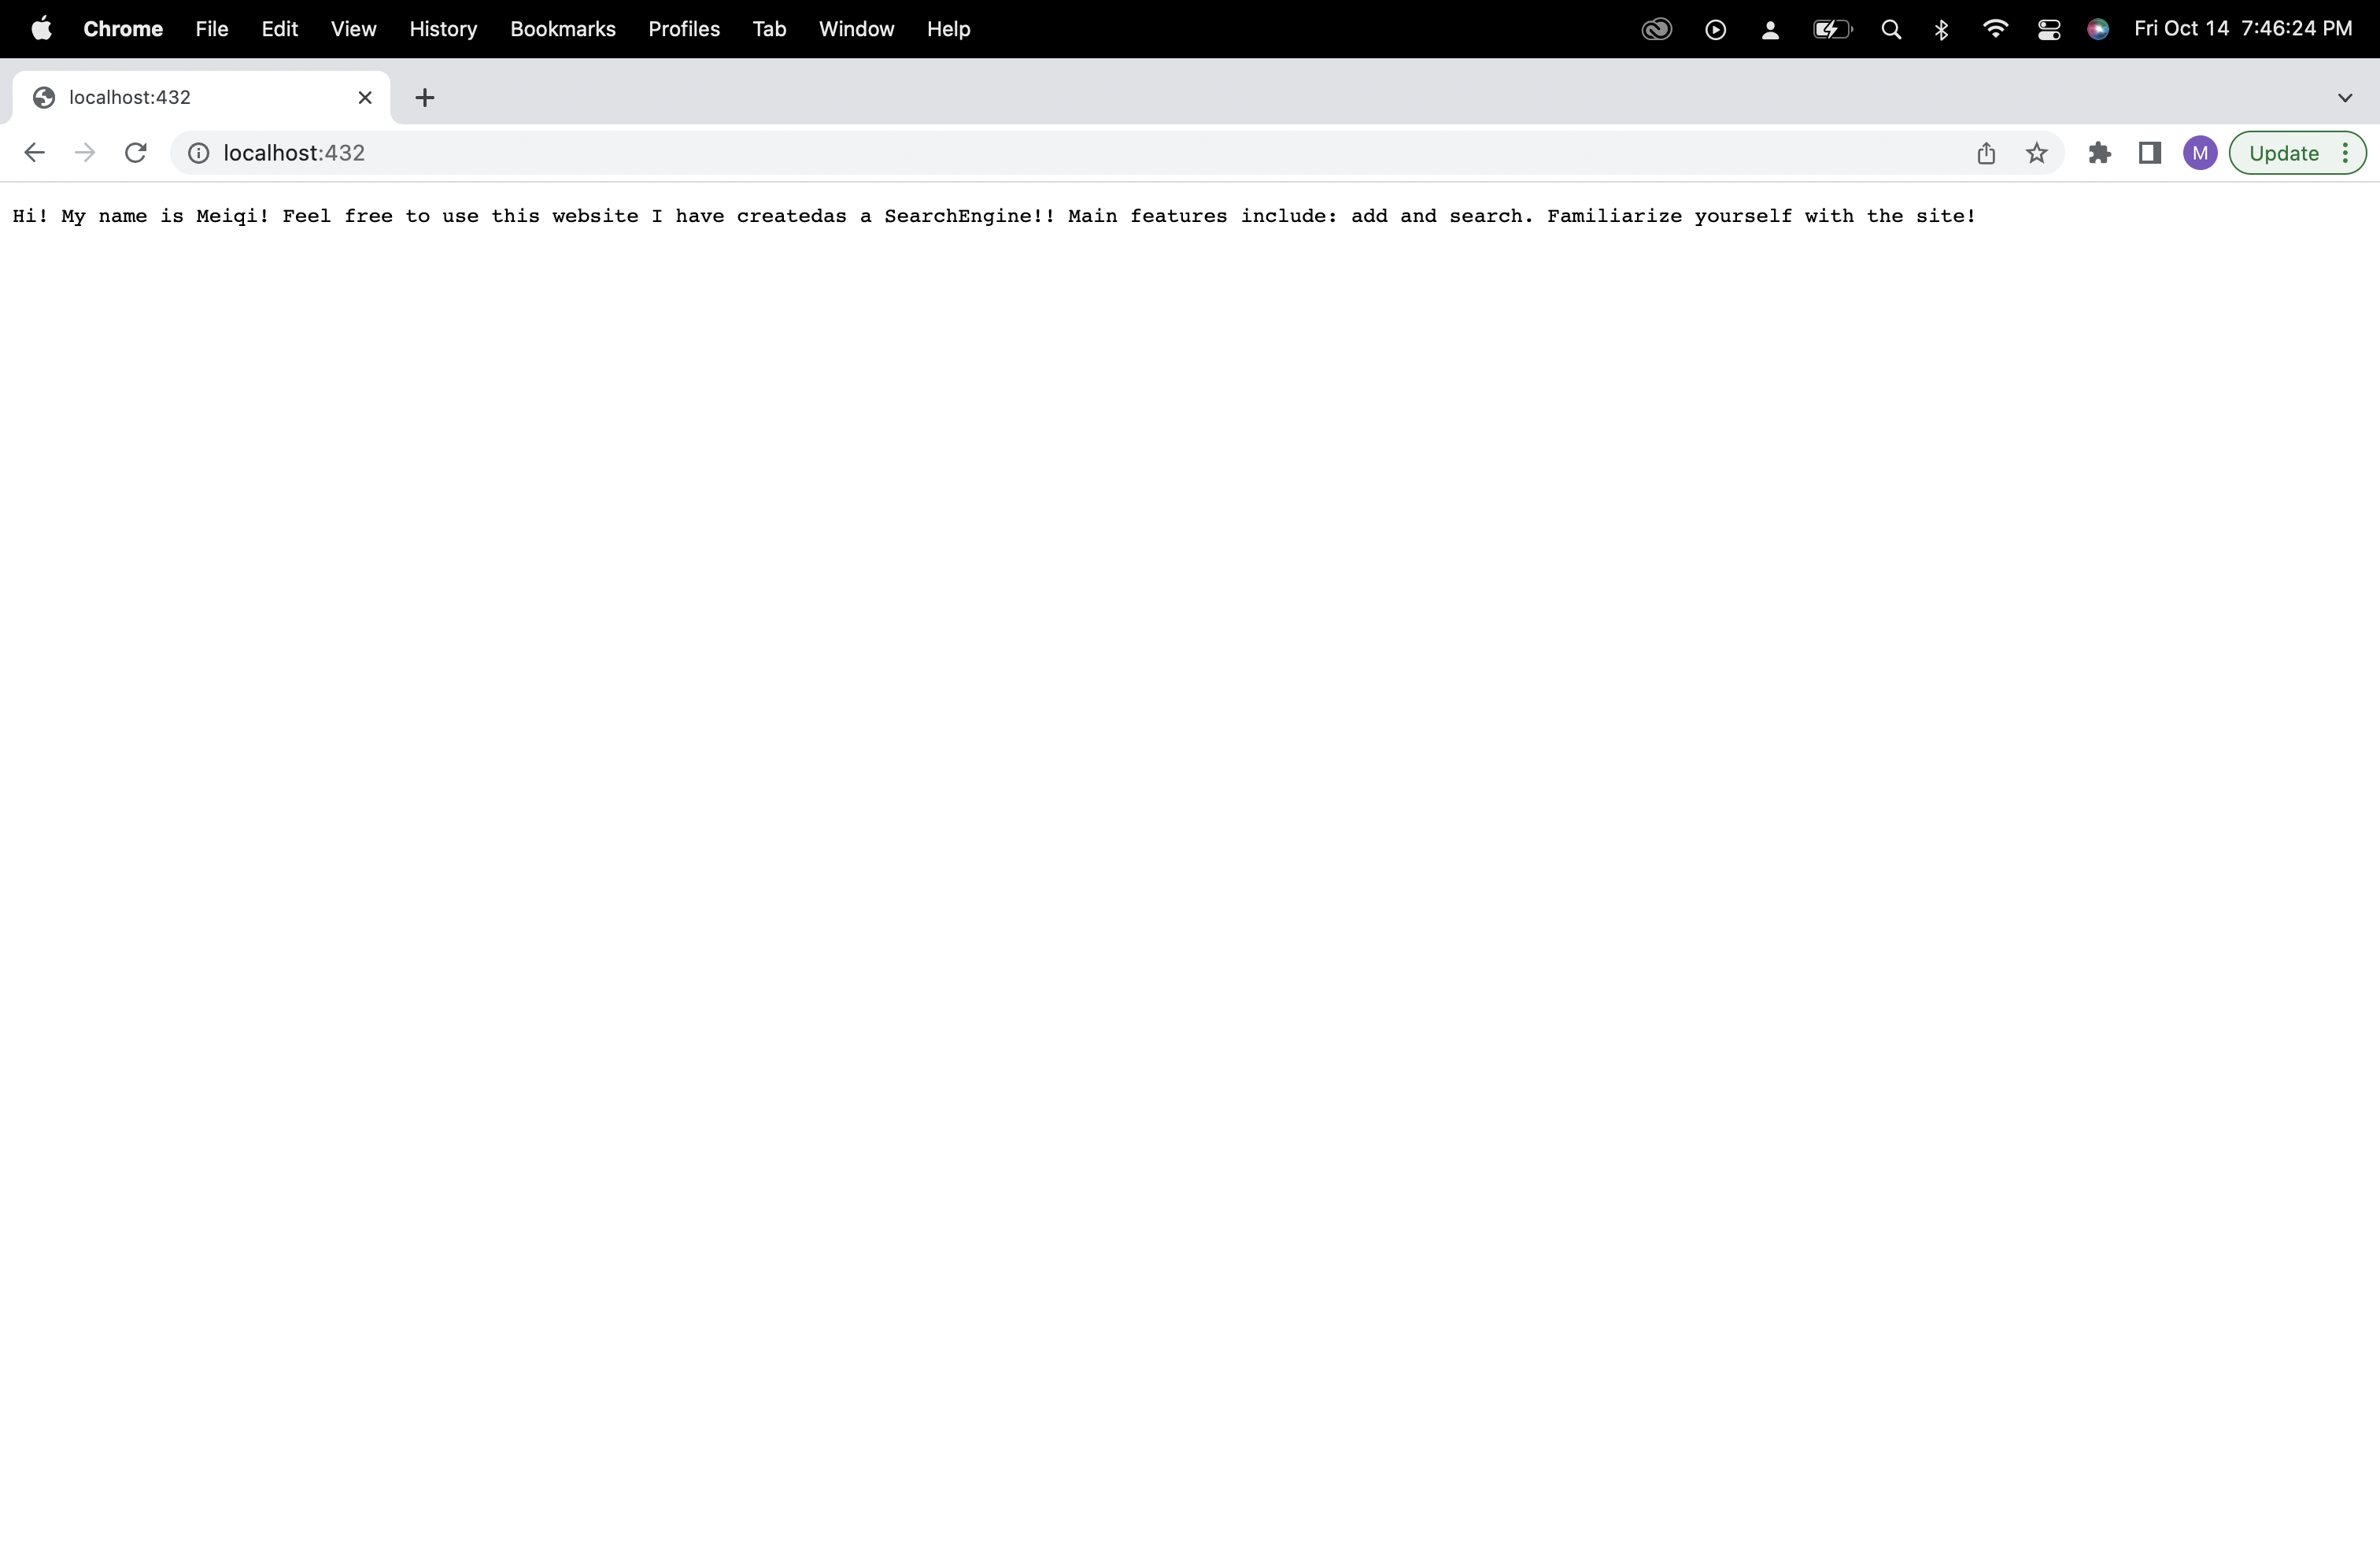 Chrome File Edit View History Bookmarks Profiles Tab Window Help Fri Oct 14 7:46:24 PM
localhost:432
localhost:432 M Update
Hi! My name is Meiqi! Feel free to use this website I have createdas a SearchEngine!! Main features include: add and search. Familiarize yourself with the site!